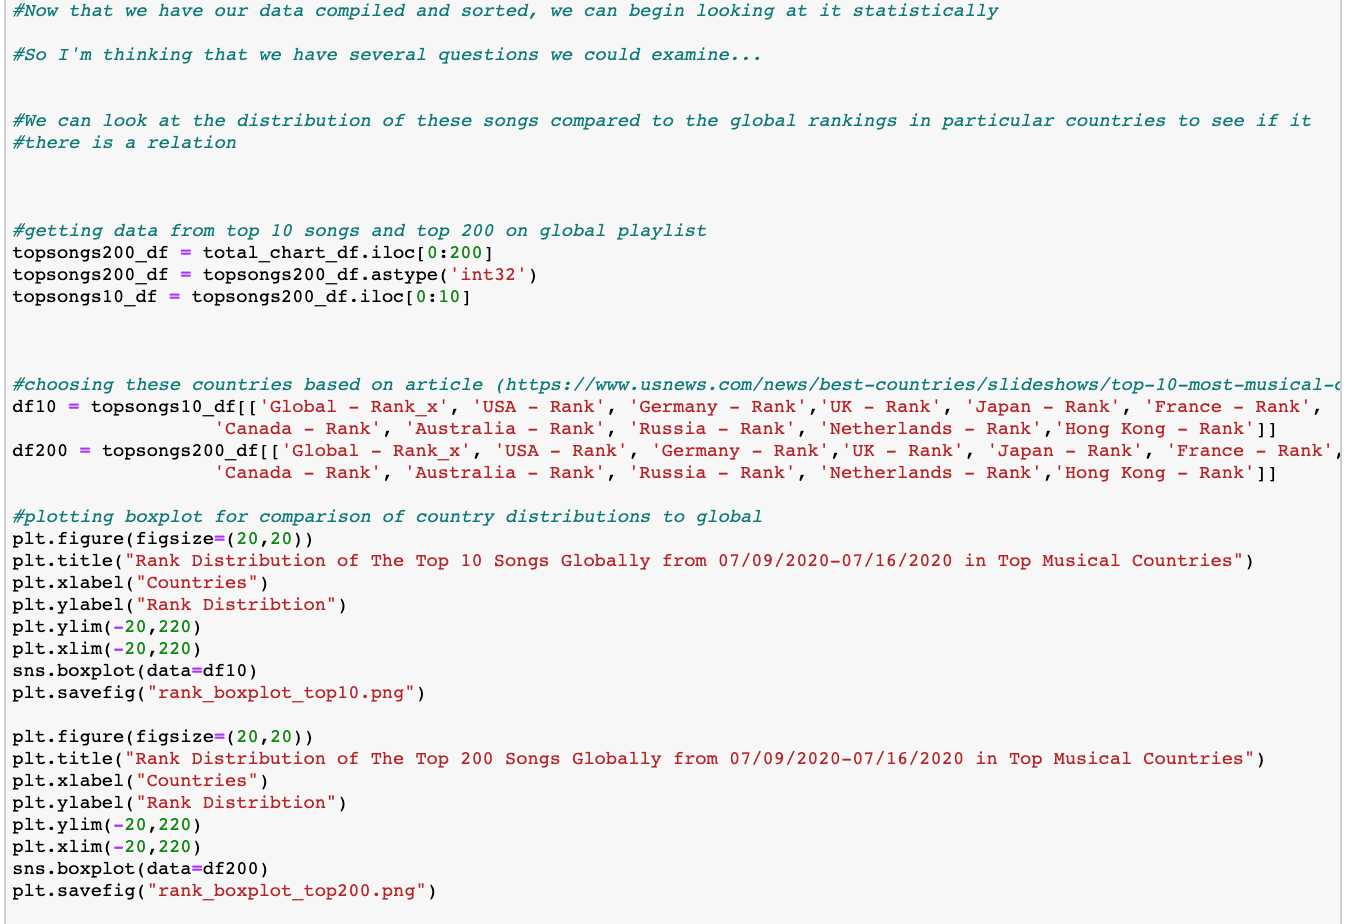 #Now that we have our data compiled and sorted, we can begin looking at it statistically
#So I'm thinking that we have several questions we could examine...
#We can look at the distribution of these songs compared to the global rankings in particular countries to see if it
#there is a relation
#getting data from top 10 songs and top 200 on global playlist
topsongs200_df = total_chart_df.iloc[0:200]
topsongs200_df = topsongs200_df.astype('int32')
topsongs10_df = topsongs200_df.iloc[0:10]
#choosing these countries based on article (https://www.usnews.com/news/best-countries/slideshows/top-10-most-musical-
df10 = topsongs10_df[['Global - Rank_x', 'USA - Rank', 'Germany - Rank','UK - Rank', 'Japan - Rank', 'France - Rank',
'Canada - Rank', 'Australia - Rank', 'Russia - Rank', 'Netherlands - Rank','Hong Kong - Rank']]
df200 = topsongs200_df[['Global - Rank_x', 'USA - Rank', 'Germany - Rank','UK - Rank', 'Japan - Rank', 'France - Rank',
'Canada - Rank', 'Australia - Rank', 'Russia - Rank', 'Netherlands - Rank','Hong Kong - Rank']]
#plotting boxplot for comparison of country distributions to global
plt.figure(figsize=(20,20))
plt.title("Rank Distribution of The Top 10 Songs Globally from 07/09/2020-07/16/2020 in Top Musical Countries")
plt.xlabel("Countries")
plt.ylabel("Rank Distribtion")
plt.ylim(-20,220)
plt.xlim(-20,220)
sns.boxplot(data=df10)
plt.savefig("rank_boxplot_top10.png")
plt.figure(figsize=(20,20))
plt.title("Rank Distribution of The Top 200 Songs Globally from 07/09/2020-07/16/2020 in Top Musical Countries")
plt.xlabel("Countries")
plt.ylabel("Rank Distribtion")
plt.ylim(-20,220)
plt.xlim(-20,220)
sns.boxplot(data=df200)
plt.savefig("rank_boxplot_top200.png")